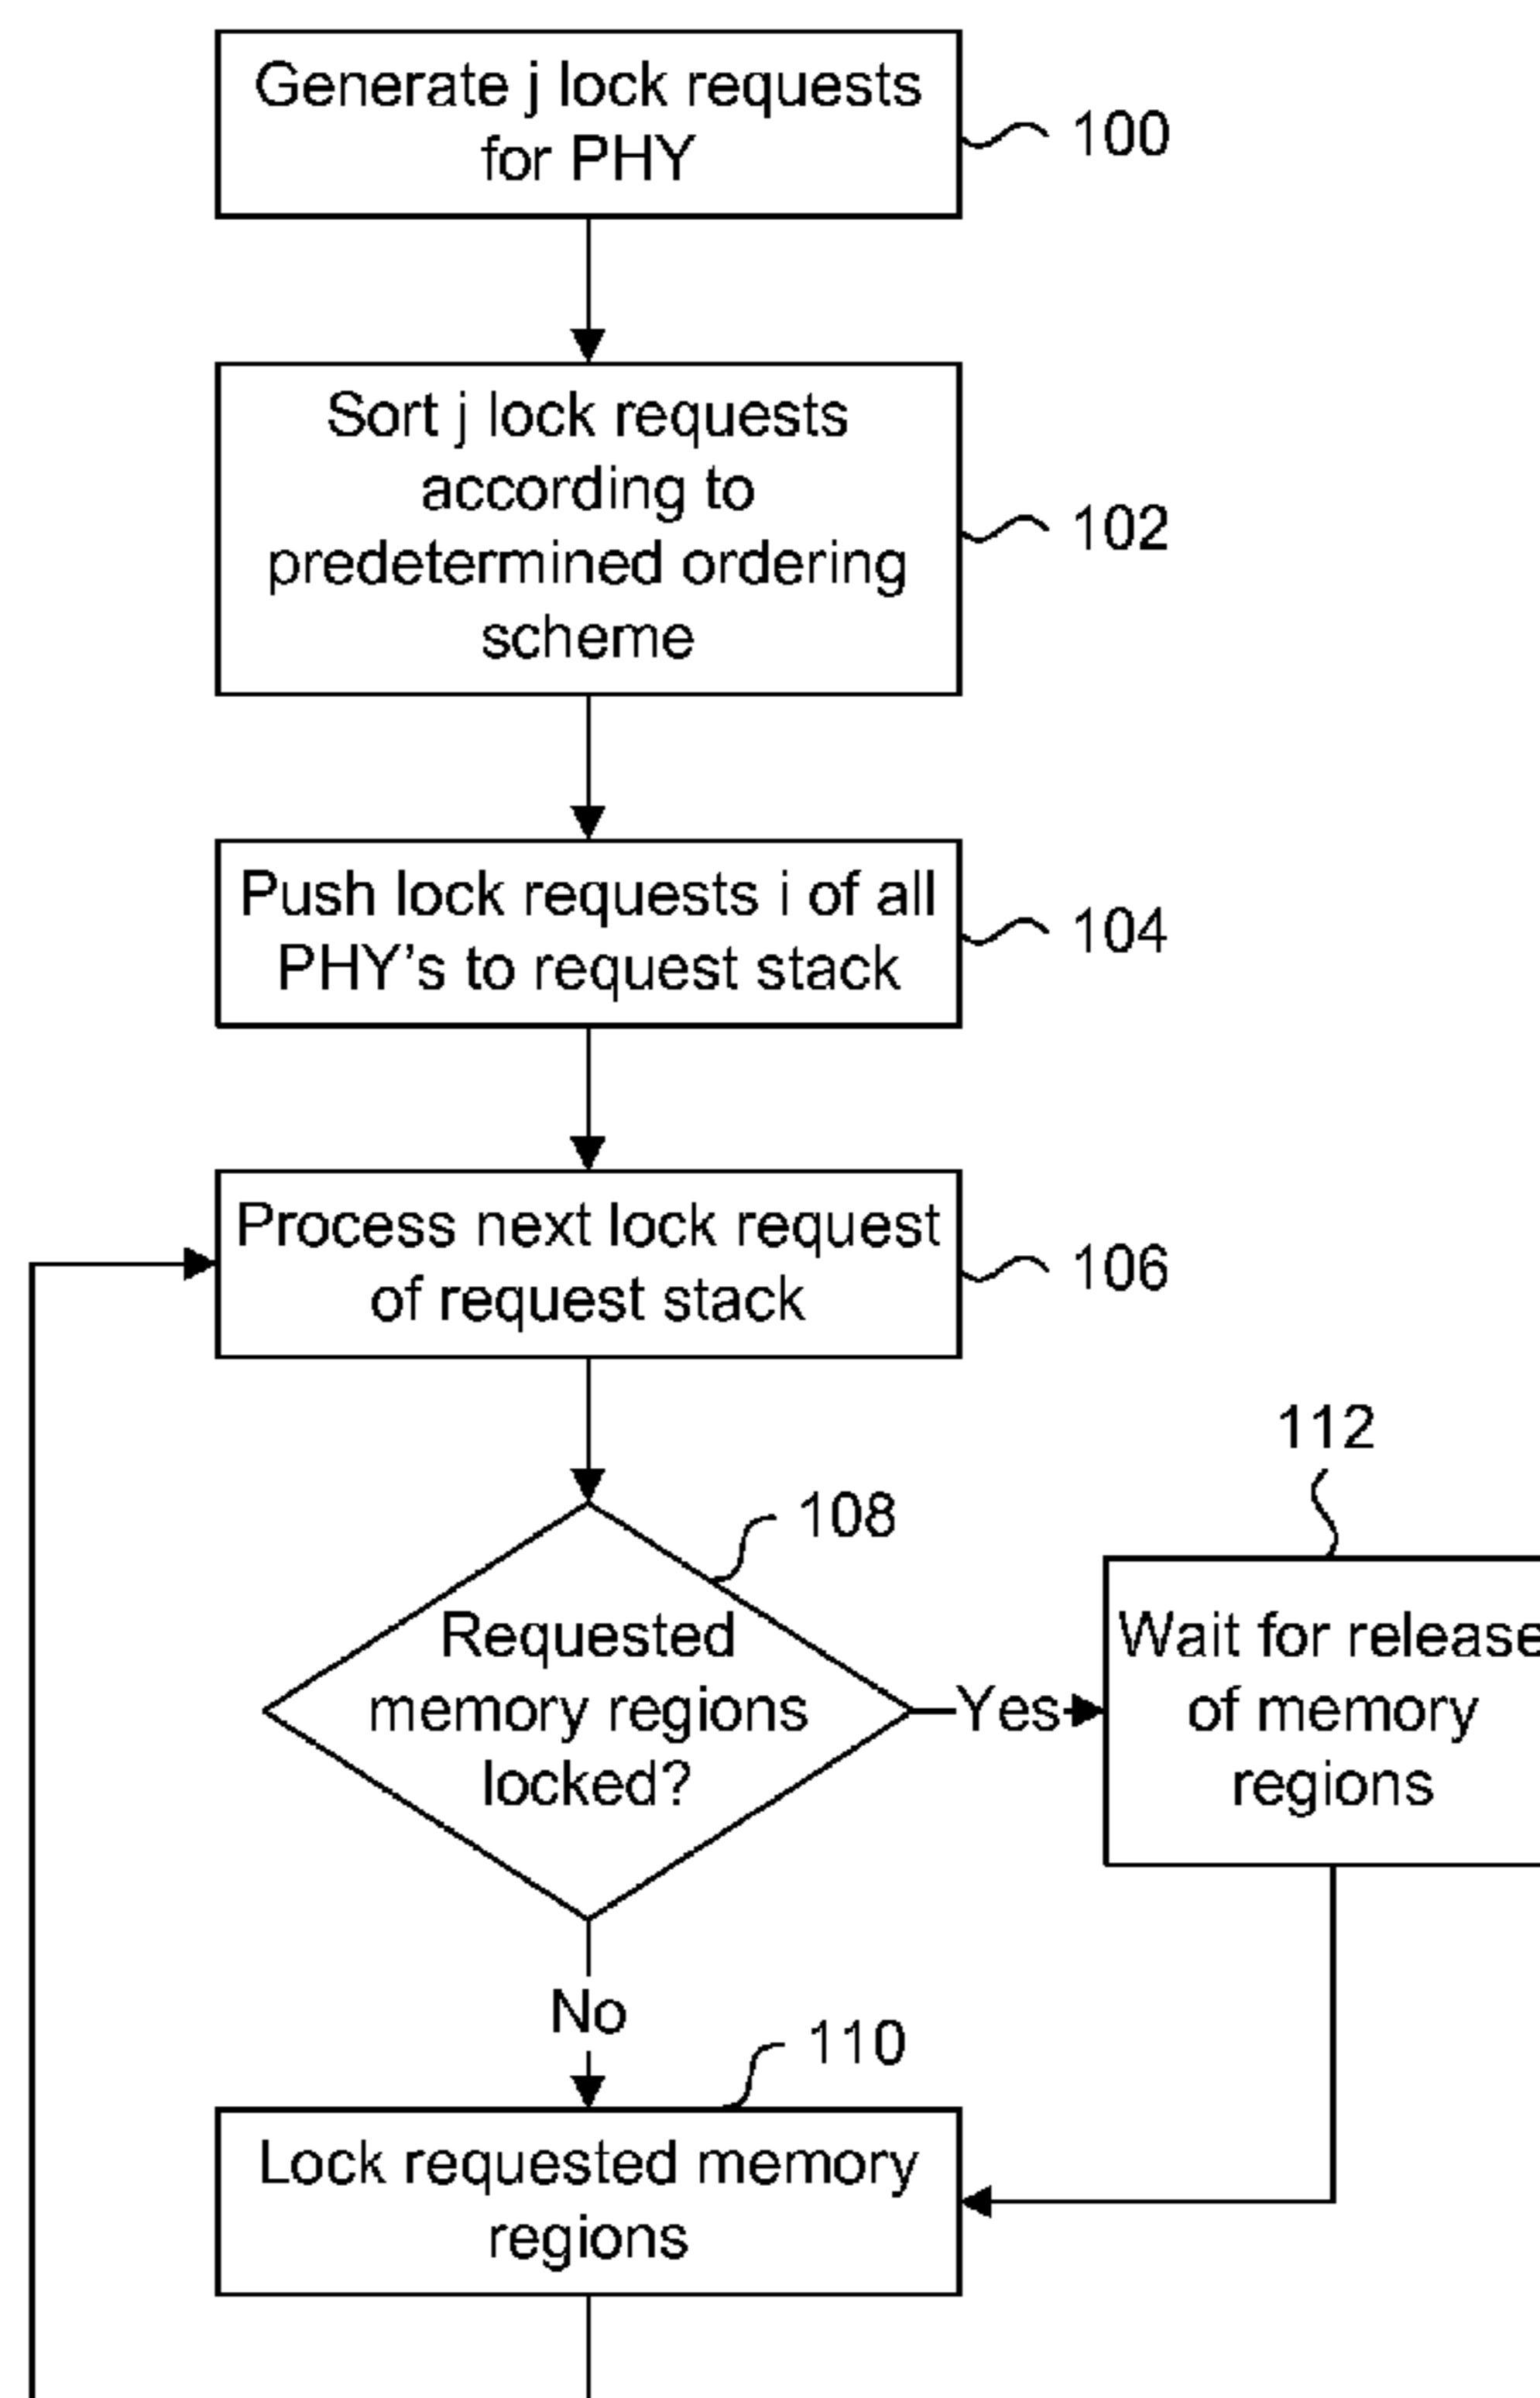 Generate j lock requests
for PHY
100
Sort j lock requests
according to
predetermined ordering
scheme
102
Push lock requests i of all
PHY's to request stack
104
Process next lock request
of request stack
106
108
Requested
memory regions
locked?
Yes
112
Wait for release
of memory
regions
No
110
Lock requested memory
regions